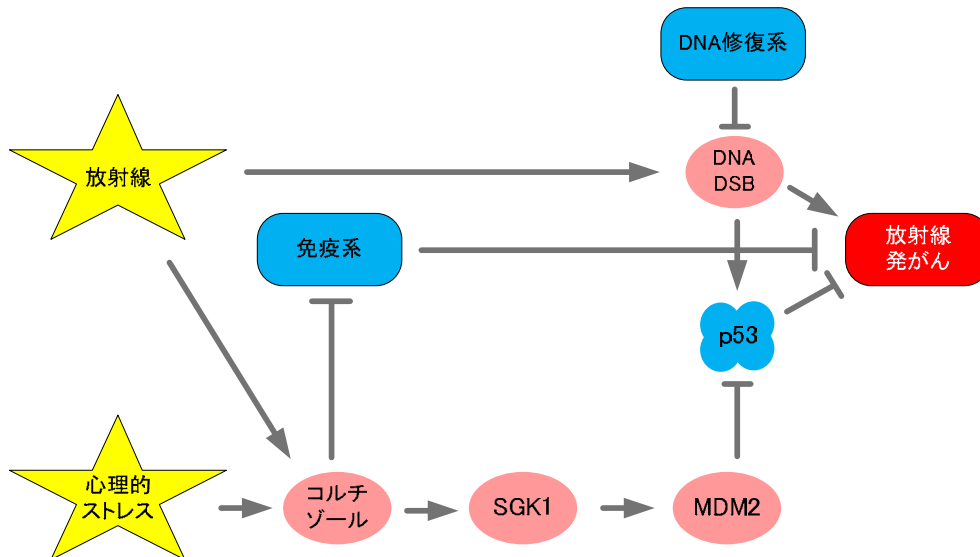 DNA修復系
放射線
DNA
DSB
免疫系
放射線
発がん
p53
心理的
ストレス
コルチ
ゾール
SGK1
MDM2